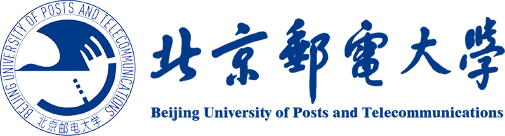 BEIJING UNIVERSITY OF POSTS AND TELECOMMUNICATIONS
北京邮电大学
北京郵電大學
Beijing University of Posts and Telecommunications